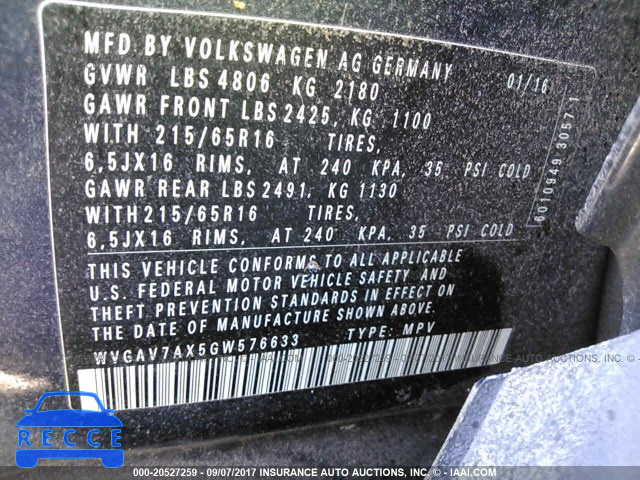 MFD BY VOLKSWAGEN AG GERMANY
GVWR LBS 4806 KG 2180 01/16
GAWR FRONT LBS 2425, KG 1100
WITH 215/65R16 TIRES,
6,5JX16 RIMS, AT 240 KPA, 35 PSI COLD
GAWR REAR LBS 2491, KG 1130
WITH 215/65R16 TIRES,
6,5JX16 RIMS, AT 240 KPA, 35 PSI COLD
6010949 3057 1
THIS VEHICLE CONFORMS TO ALL APPLICABLE
U.S. FEDERAL MOTOR VEHICLE SAFETY AND
THEFT PREVENTION STANDARDS IN EFFECT ON
THE DATE OF MANUFACTURE SHOWN ABOVE.
WVGAV7AX5GW576633 TYPE: MPV
RECCE
000-20527259 - 09/07/2017 INSURANCE AUTO AUCTIONS, INC. - © - IAAI.COM